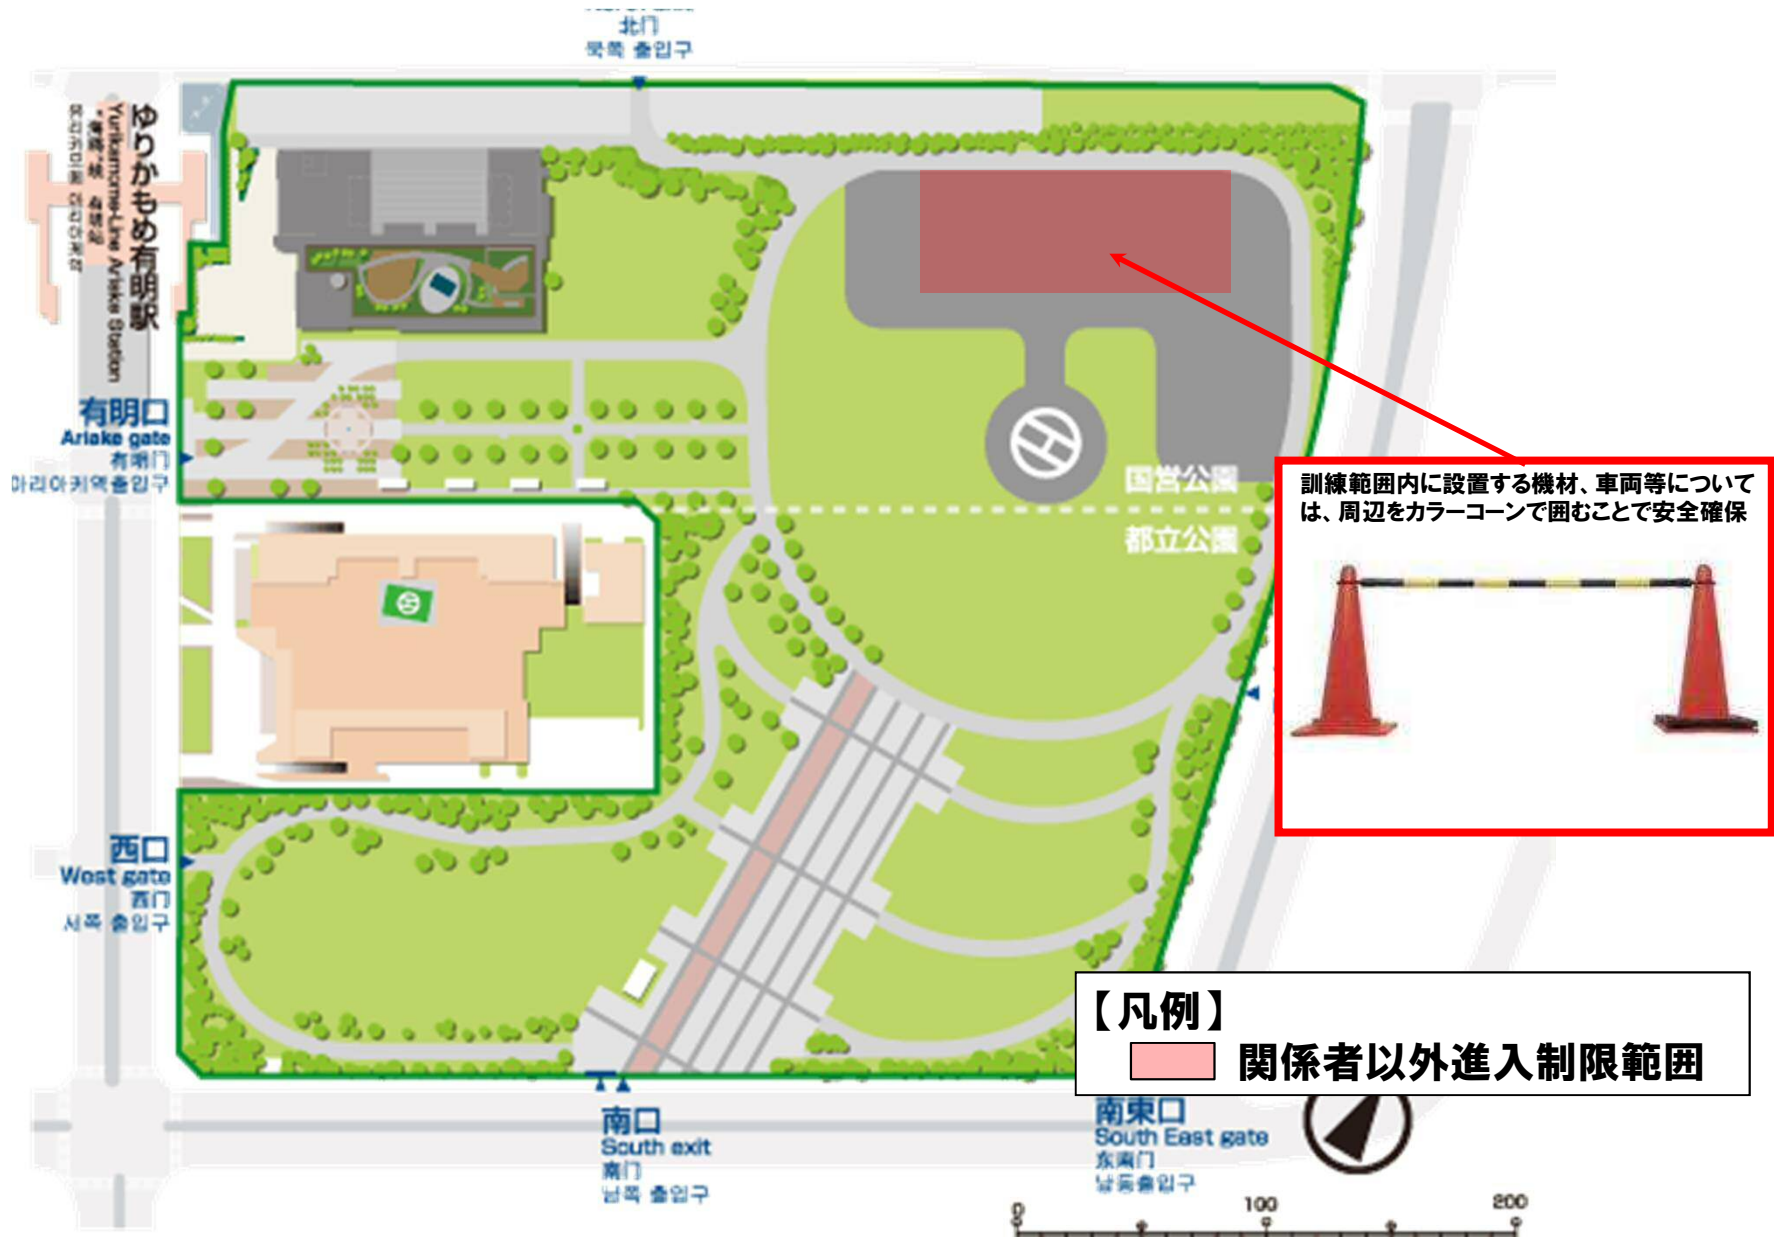 北门
북쪽 출입구
ゆりかもめ有明駅
Yurikamome-Line Ariake Station
有明口
Ariake gate
有明门
아리아케역출입구
国営公園
都立公園
訓練範囲内に設置する機材、車両等について
は、周辺をカラーコーンで囲むことで安全確保
西口
West gate
西门
서쪽 출입구
【凡例】
関係者以外進入制限範囲
南口
South exit
南门
남쪽 출입구
南東口
South East gate
东南门
남동출입구
0 100 200